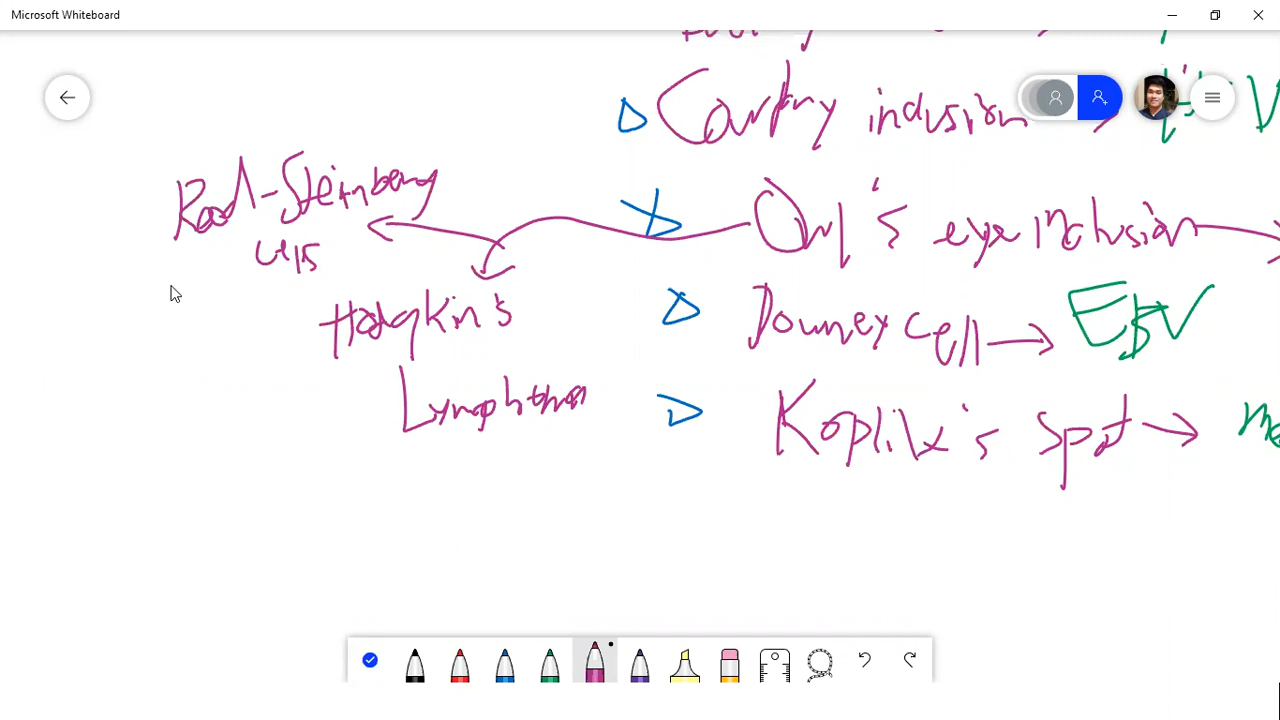 Microsoft Whiteboard
Cowdry inclusion →
Owl's eye inclusion →
Reed-Sternberg
cells
Hodgkin's
Lymphoma
Downey cell → EBV
Koplik's spot →